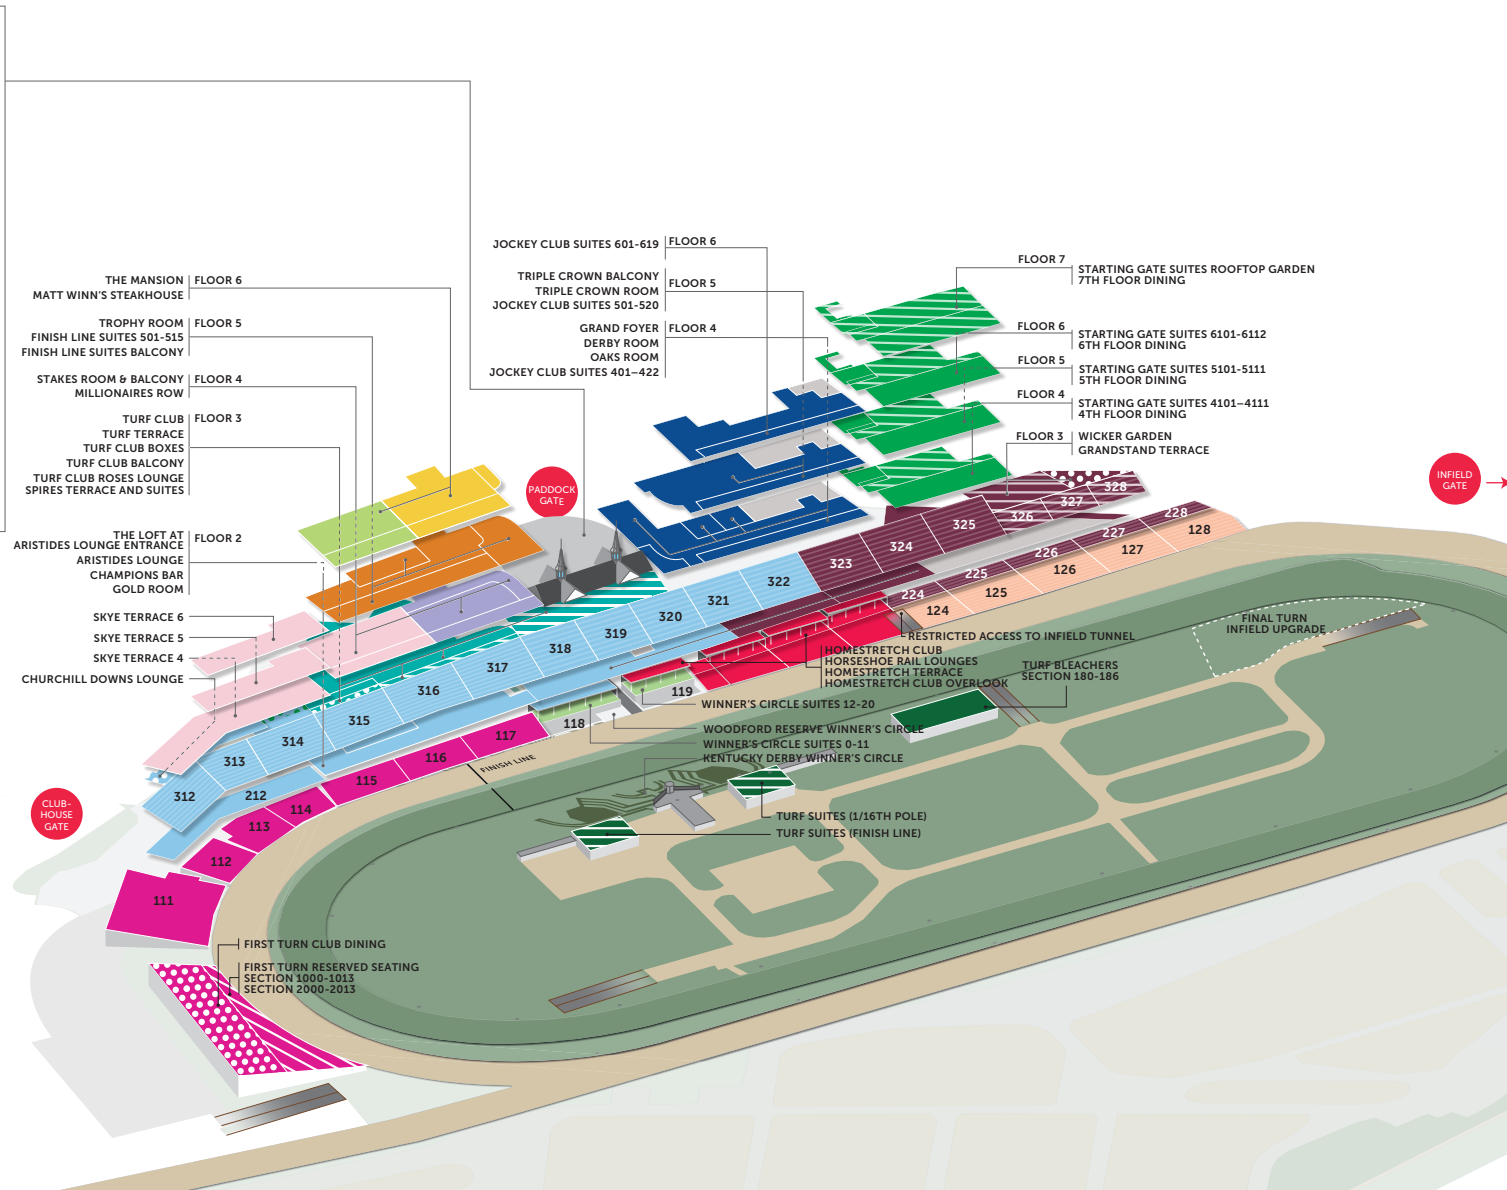 JOCKEY CLUB SUITES 601-619
FLOOR 6
TRIPLE CROWN BALCONY
TRIPLE CROWN ROOM
JOCKEY CLUB SUITES 501-520
FLOOR 5
GRAND FOYER
DERBY ROOM
OAKS ROOM
JOCKEY CLUB SUITES 401–422
FLOOR 4
FLOOR 7
STARTING GATE SUITES ROOFTOP GARDEN
7TH FLOOR DINING
FLOOR 6
STARTING GATE SUITES 6101-6112
6TH FLOOR DINING
FLOOR 5
STARTING GATE SUITES 5101-5111
5TH FLOOR DINING
FLOOR 4
STARTING GATE SUITES 4101–4111
4TH FLOOR DINING
FLOOR 3
WICKER GARDEN
GRANDSTAND TERRACE
THE MANSION
MATT WINN'S STEAKHOUSE
FLOOR 6
TROPHY ROOM
FINISH LINE SUITES 501-515
FINISH LINE SUITES BALCONY
FLOOR 5
STAKES ROOM & BALCONY
MILLIONAIRES ROW
FLOOR 4
TURF CLUB
TURF TERRACE
TURF CLUB BOXES
TURF CLUB BALCONY
TURF CLUB ROSES LOUNGE
SPIRES TERRACE AND SUITES
FLOOR 3
THE LOFT AT
ARISTIDES LOUNGE ENTRANCE
ARISTIDES LOUNGE
CHAMPIONS BAR
GOLD ROOM
FLOOR 2
SKYE TERRACE 6
SKYE TERRACE 5
SKYE TERRACE 4
CHURCHILL DOWNS LOUNGE
PADDOCK
GATE
INFIELD
GATE
CLUB-
HOUSE
GATE
312
313
314
315
316
317
318
319
320
321
322
323
324
325
326
327
328
212
224
225
226
227
228
111
112
113
114
115
116
117
118
119
124
125
126
127
128
FINISH LINE
RESTRICTED ACCESS TO INFIELD TUNNEL
HOMESTRETCH CLUB
HORSESHOE RAIL LOUNGES
HOMESTRETCH TERRACE
HOMESTRETCH CLUB OVERLOOK
WINNER'S CIRCLE SUITES 12-20
WOODFORD RESERVE WINNER'S CIRCLE
WINNER'S CIRCLE SUITES 0-11
KENTUCKY DERBY WINNER'S CIRCLE
TURF BLEACHERS
SECTION 180-186
FINAL TURN
INFIELD UPGRADE
TURF SUITES (1/16TH POLE)
TURF SUITES (FINISH LINE)
FIRST TURN CLUB DINING
FIRST TURN RESERVED SEATING
SECTION 1000-1013
SECTION 2000-2013